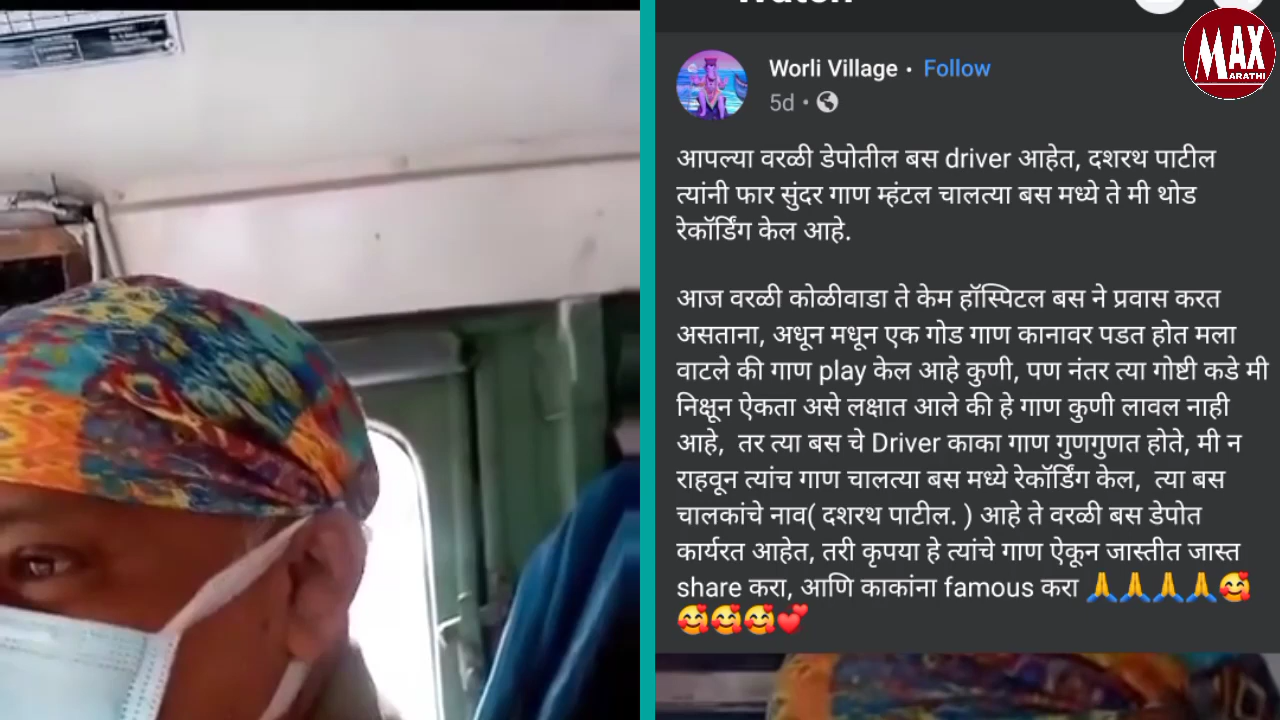 Worli Village • Follow
5d •
आपल्या वरळी डेपोतील बस driver आहेत, दशरथ पाटील
त्यांनी फार सुंदर गाण म्हंटल चालत्या बस मध्ये ते मी थोड
रेकॉर्डिंग केल आहे.
आज वरळी कोळीवाडा ते केम हॉस्पिटल बस ने प्रवास करत
असताना, अधून मधून एक गोड गाण कानावर पडत होत मला
वाटले की गाण play केल आहे कुणी, पण नंतर त्या गोष्टी कडे मी
निक्षून ऐकता असे लक्षात आले की हे गाण कुणी लावल नाही
आहे, तर त्या बस चे Driver काका गाण गुणगुणत होते, मी न
राहवून त्यांच गाण चालत्या बस मध्ये रेकॉर्डिंग केल, त्या बस
चालकांचे नाव( दशरथ पाटील. ) आहे ते वरळी बस डेपोत
कार्यरत आहेत, तरी कृपया हे त्यांचे गाण ऐकून जास्तीत जास्त
share करा, आणि काकांना famous करा 🙏🙏🙏🙏🥰
🥰🥰🥰💕
MAX
MARATHI